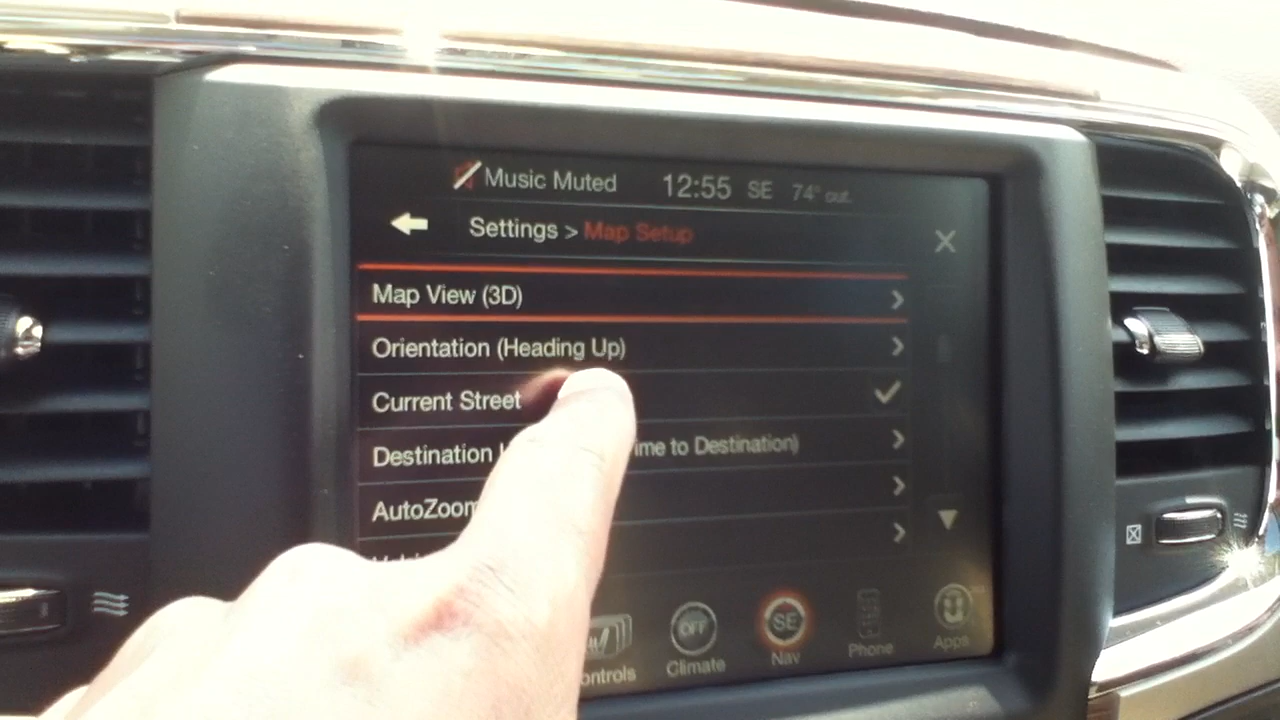 Music Muted 12:55 SE 74° out.
Settings > Map Setup
Map View (3D)
Orientation (Heading Up)
Current Street
Destination ime to Destination)
AutoZoom
OFF SE
ontrols Climate Nav Phone Apps